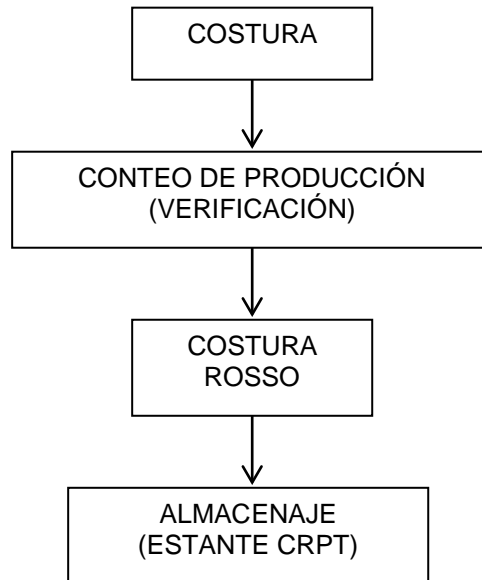 COSTURA
CONTEO DE PRODUCCIÓN
(VERIFICACIÓN)
COSTURA
ROSSO
ALMACENAJE
(ESTANTE CRPT)